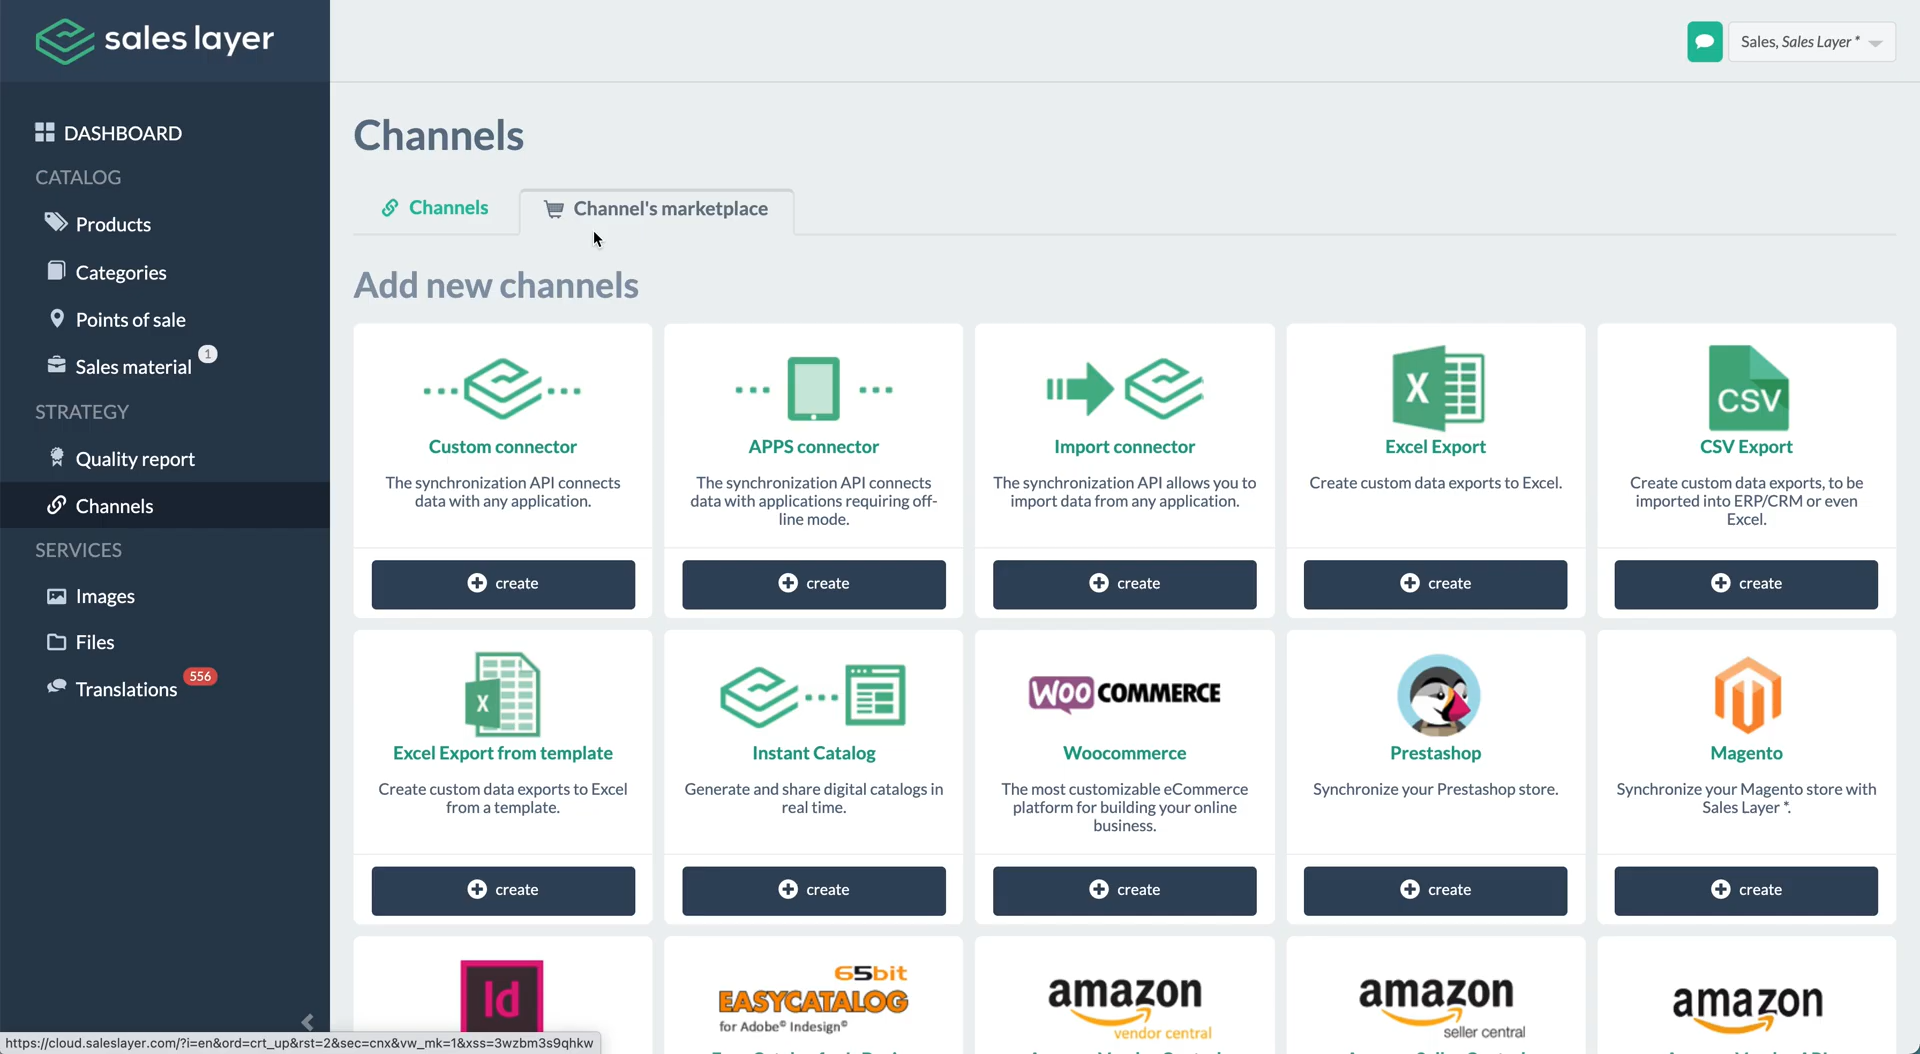 sales layer
Sales, Sales Layer *
DASHBOARD
CATALOG
Products
Categories
Points of sale
Sales material
1
STRATEGY
Quality report
Channels
SERVICES
Images
Files
Translations
556
Channels
Channels
Channel's marketplace
Add new channels
Custom connector
The synchronization API connects
data with any application.
create
APPS connector
The synchronization API connects
data with applications requiring off-
line mode.
create
Import connector
The synchronization API allows you to
import data from any application.
create
X
Excel Export
Create custom data exports to Excel.
create
CSV
CSV Export
Create custom data exports, to be
imported into ERP/CRM or even
Excel.
create
X
Excel Export from template
Create custom data exports to Excel
from a template.
create
Instant Catalog
Generate and share digital catalogs in
real time.
create
WOO COMMERCE
Woocommerce
The most customizable eCommerce
platform for building your online
business.
create
Prestashop
Synchronize your Prestashop store.
create
Magento
Synchronize your Magento store with
Sales Layer *.
create
Id
65bit
EASYCATALOG
for Adobe® Indesign®
amazon
vendor central
amazon
seller central
amazon
https://cloud.saleslayer.com/?i=en&ord=crt_up&rst=2&sec=cnx&vw_mk=1&xss=3wzbm3s9qhkw